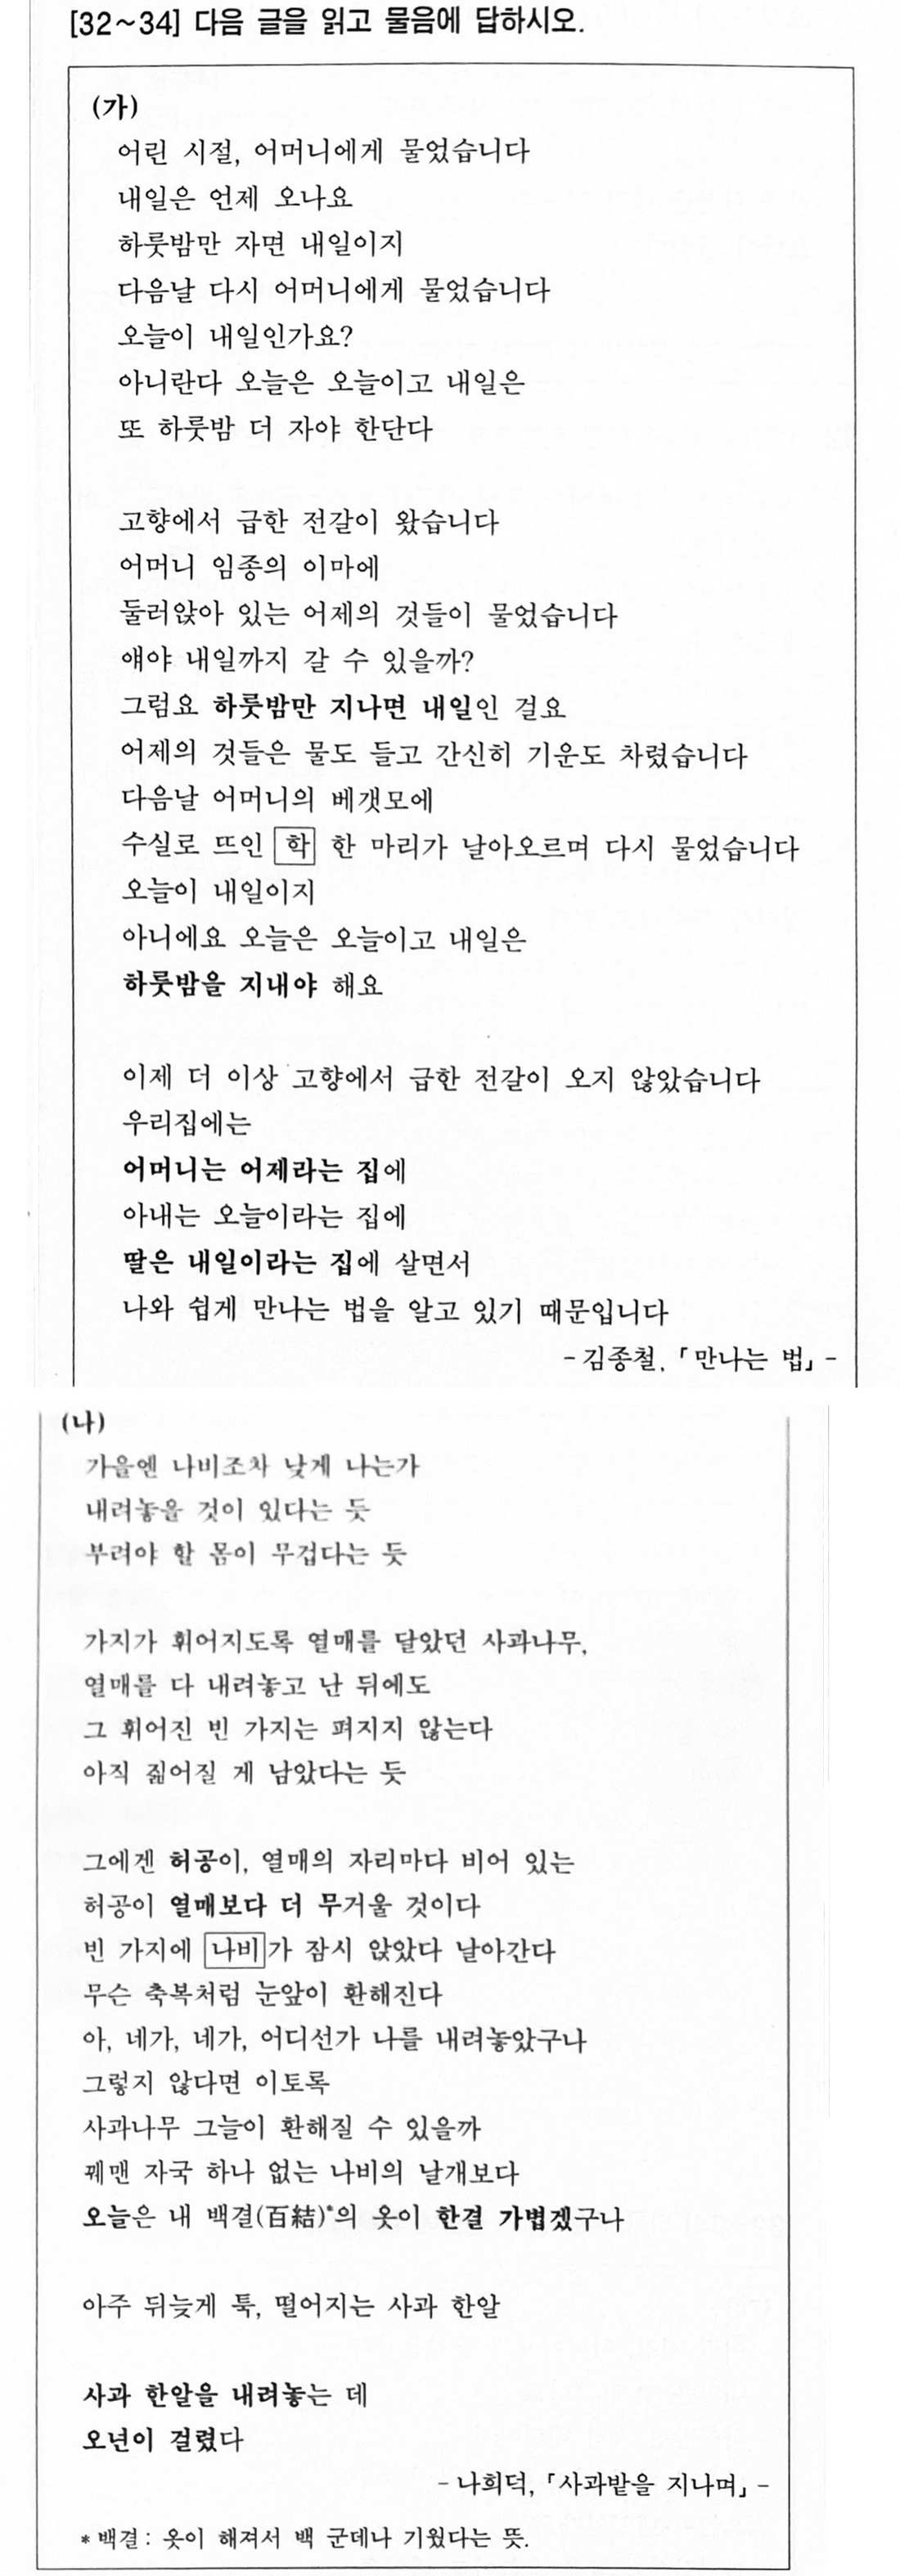 [32~34] 다음 글을 읽고 물음에 답하시오.
(가)
어린 시절, 어머니에게 물었습니다
내일은 언제 오나요
하룻밤만 자면 내일이지
다음날 다시 어머니에게 물었습니다
오늘이 내일인가요?
아니란다 오늘은 오늘이고 내일은
또 하룻밤 더 자야 한단다
고향에서 급한 전갈이 왔습니다
어머니 임종의 이마에
둘러앉아 있는 어제의 것들이 물었습니다
얘야 내일까지 갈 수 있을까?
그럼요 하룻밤만 지나면 내일인 걸요
어제의 것들은 물도 들고 간신히 기운도 차렸습니다
다음날 어머니의 베갯모에
수실로 뜨인 학 한 마리가 날아오르며 다시 물었습니다
오늘이 내일이지
아니에요 오늘은 오늘이고 내일은
하룻밤을 지내야 해요
이제 더 이상 고향에서 급한 전갈이 오지 않았습니다
우리집에는
어머니는 어제라는 집에
아내는 오늘이라는 집에
딸은 내일이라는 집에 살면서
나와 쉽게 만나는 법을 알고 있기 때문입니다
- 김종철, 「만나는 법」 -
(나)
가을엔 나비조차 낮게 나는가
내려놓을 것이 있다는 듯
부려야 할 몸이 무겁다는 듯
가지가 휘어지도록 열매를 달았던 사과나무,
열매를 다 내려놓고 난 뒤에도
그 휘어진 빈 가지는 펴지지 않는다
아직 짊어질 게 남았다는 듯
그에겐 허공이, 열매의 자리마다 비어 있는
허공이 열매보다 더 무거울 것이다
빈 가지에 나비가 잠시 앉았다 날아간다
무슨 축복처럼 눈앞이 환해진다
아, 네가, 네가, 어디선가 나를 내려놓았구나
그렇지 않다면 이토록
사과나무 그늘이 환해질 수 있을까
꿰맨 자국 하나 없는 나비의 날개보다
오늘은 내 백결(百結)*의 옷이 한결 가볍겠구나
아주 뒤늦게 툭, 떨어지는 사과 한알
사과 한알을 내려놓는 데
오년이 걸렸다
- 나희덕, 「사과밭을 지나며」 -
* 백결 : 옷이 해져서 백 군데나 기웠다는 뜻.